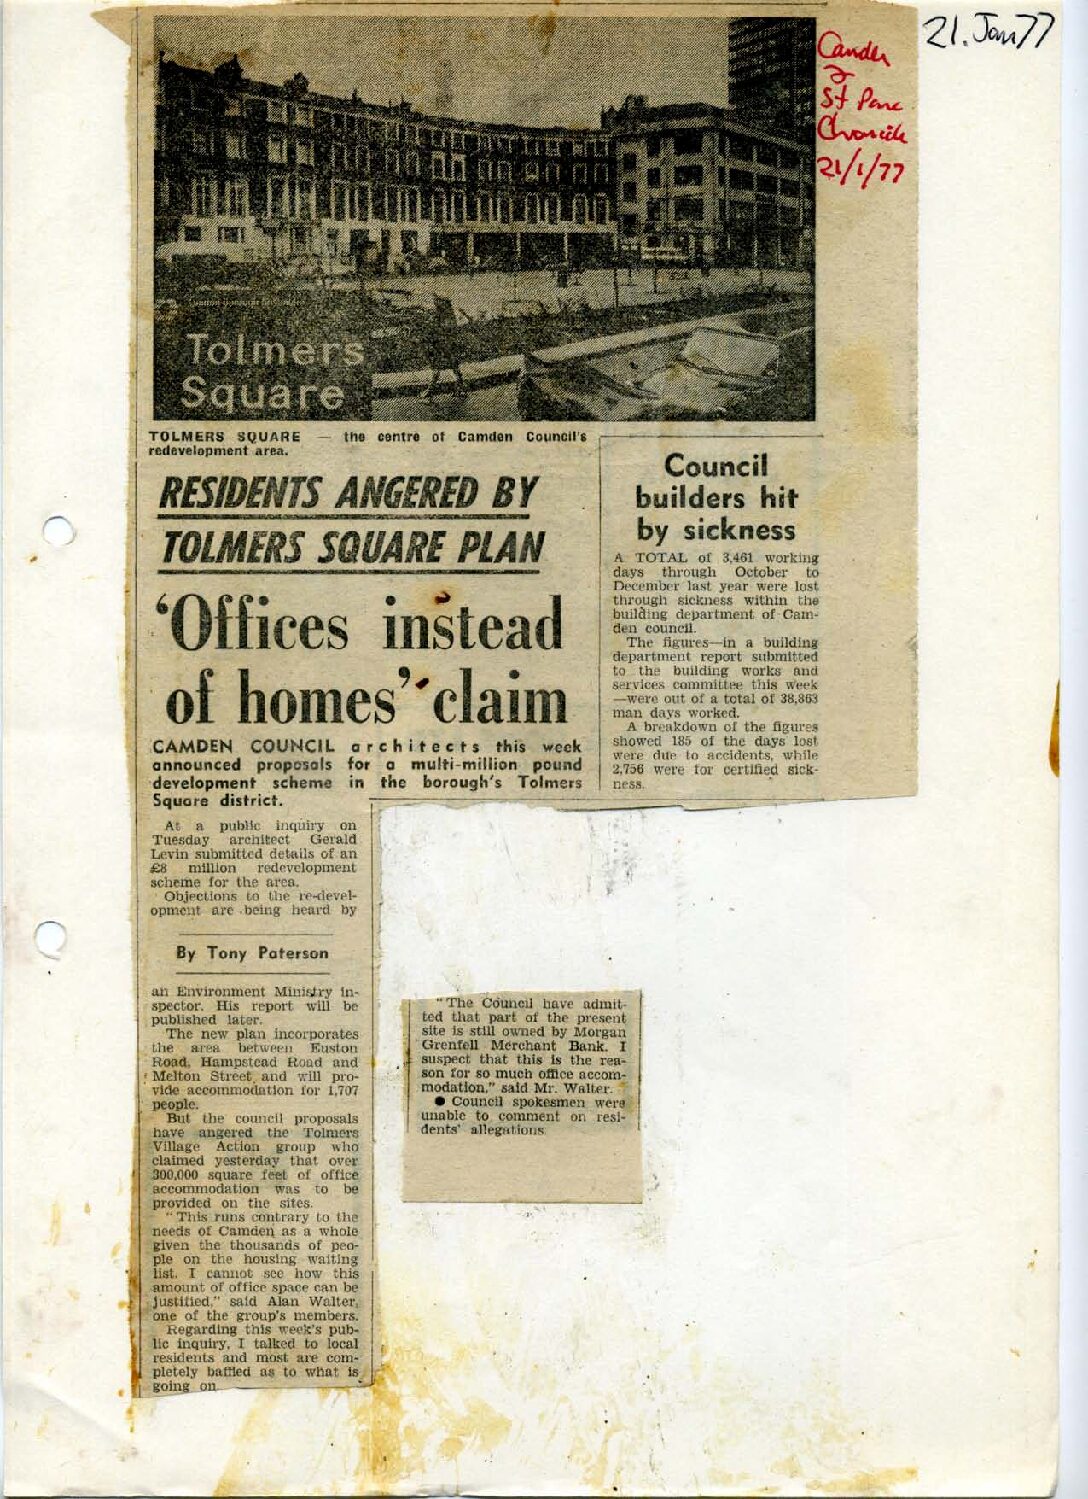 21. Jan 77
Camden
&
St Panc
Chronicle
21/1/77
Tolmers
Square
TOLMERS SQUARE — the centre of Camden Council's
redevelopment area.
RESIDENTS ANGERED BY
TOLMERS SQUARE PLAN
'Offices instead
of homes' claim
CAMDEN COUNCIL architects this week
announced proposals for a multi-million pound
development scheme in the borough's Tolmers
Square district.
At a public inquiry on
Tuesday architect Gerald
Levin submitted details of an
£8 million redevelopment
scheme for the area.
Objections to the re-devel-
opment are being heard by
By Tony Paterson
an Environment Ministry in-
spector. His report will be
published later.
The new plan incorporates
the area between Euston
Road, Hampstead Road and
Melton Street and will pro-
vide accommodation for 1,707
people.
But the council proposals
have angered the Tolmers
Village Action group who
claimed yesterday that over
300,000 square feet of office
accommodation was to be
provided on the sites.
"This runs contrary to the
needs of Camden as a whole
given the thousands of peo-
ple on the housing waiting
list. I cannot see how this
amount of office space can be
justified," said Alan Walter,
one of the group's members.
Regarding this week's pub-
lic inquiry, I talked to local
residents and most are com-
pletely baffled as to what is
going on
"The Council have admit-
ted that part of the present
site is still owned by Morgan
Grenfell Merchant Bank. I
suspect that this is the rea-
son for so much office accom-
modation," said Mr. Walter.
● Council spokesmen were
unable to comment on resi-
dents' allegations.
Council
builders hit
by sickness
A TOTAL of 3,461 working
days through October to
December last year were lost
through sickness within the
building department of Cam-
den council.
The figures—in a building
department report submitted
to the building works and
services committee this week
—were out of a total of 38,863
man days worked.
A breakdown of the figures
showed 185 of the days lost
were due to accidents, while
2,756 were for certified sick-
ness.